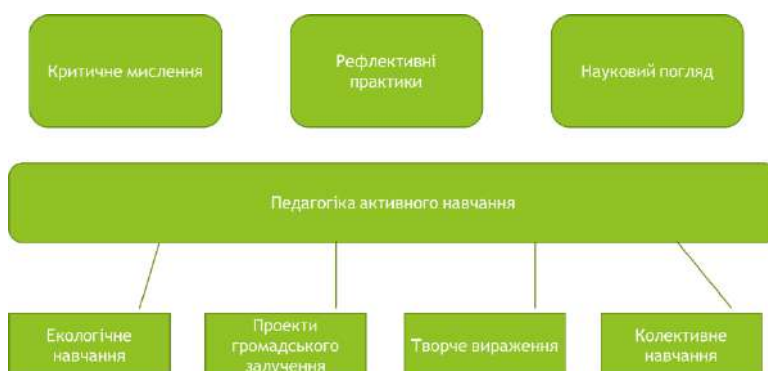 Критичне мислення
Рефлективні
практики
Науковий погляд
Педагогіка активного навчання
Екологічне
навчання
Проекти
громадського
залучення
Творче вираження
Колективне
навчання